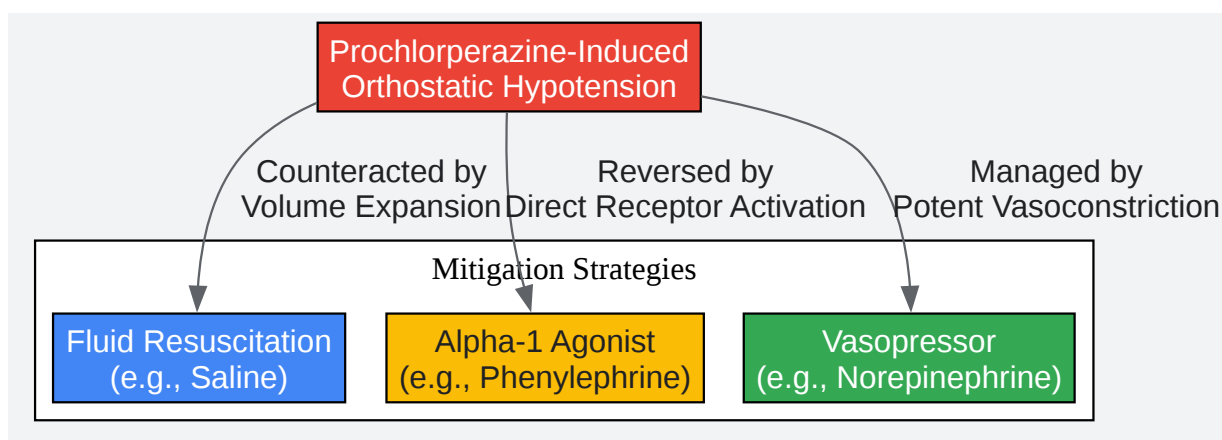 Prochlorperazine-Induced
Orthostatic Hypotension
Counteracted by
Volume Expansion
Reversed by
Direct Receptor Activation
Managed by
Potent Vasoconstriction
Mitigation Strategies
Fluid Resuscitation
(e.g., Saline)
Alpha-1 Agonist
(e.g., Phenylephrine)
Vasopressor
(e.g., Norepinephrine)